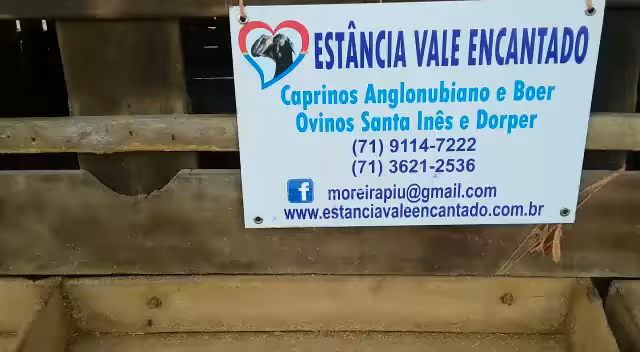 ESTÂNCIA VALE ENCANTADO
Caprinos Anglonubiano e Boer
Ovinos Santa Inês e Dorper
(71) 9114-7222
(71) 3621-2536
f moreirapiu@gmail.com
www.estanciavaleencantado.com.br